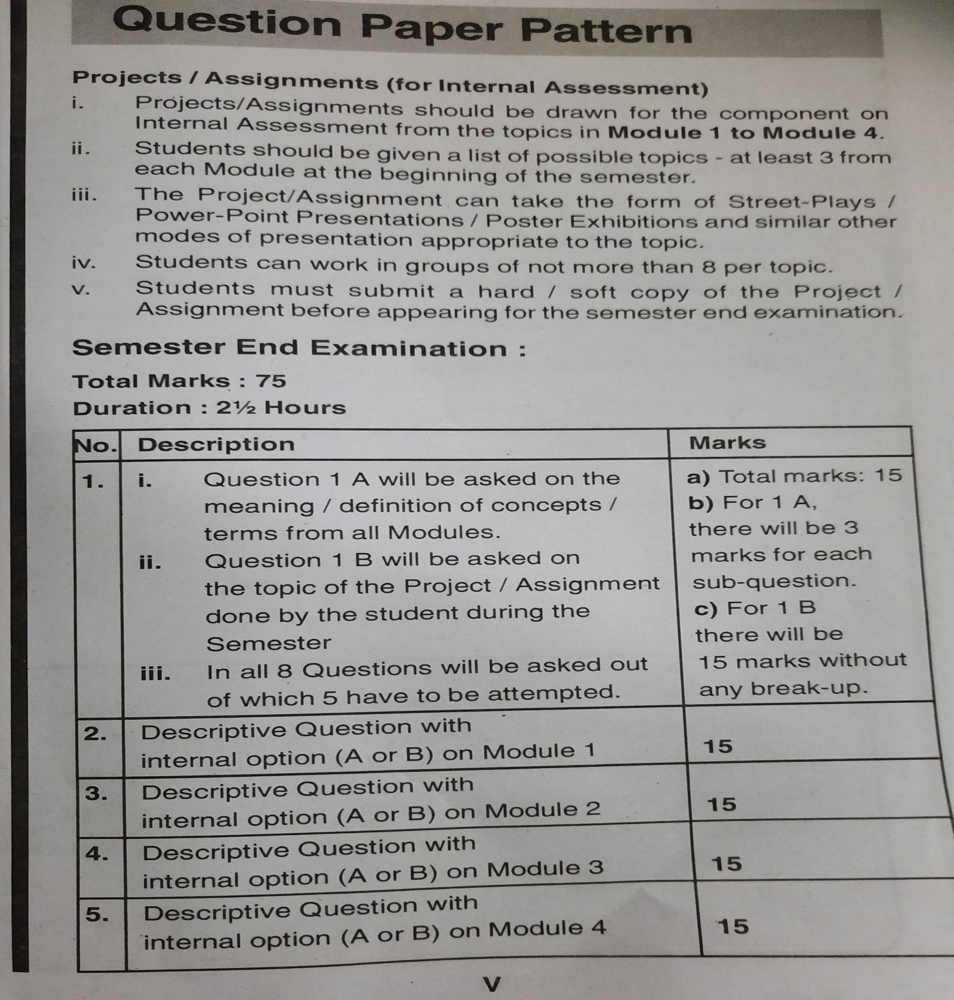 Question Paper Pattern
Projects / Assignments (for Internal Assessment)
i. Projects/Assignments should be drawn for the component on
Internal Assessment from the topics in Module 1 to Module 4.
ii. Students should be given a list of possible topics - at least 3 from
each Module at the beginning of the semester.
iii. The Project/Assignment can take the form of Street-Plays /
Power-Point Presentations / Poster Exhibitions and similar other
modes of presentation appropriate to the topic.
iv. Students can work in groups of not more than 8 per topic.
v. Students must submit a hard / soft copy of the Project /
Assignment before appearing for the semester end examination.
Semester End Examination :
Total Marks : 75
Duration : 2½ Hours
No. Description Marks
1. i. Question 1 A will be asked on the
meaning / definition of concepts /
terms from all Modules.
ii. Question 1 B will be asked on
the topic of the Project / Assignment
done by the student during the
Semester
iii. In all 8 Questions will be asked out
of which 5 have to be attempted.
a) Total marks: 15
b) For 1 A,
there will be 3
marks for each
sub-question.
c) For 1 B
there will be
15 marks without
any break-up.
2. Descriptive Question with
internal option (A or B) on Module 1
15
3. Descriptive Question with
internal option (A or B) on Module 2
15
4. Descriptive Question with
internal option (A or B) on Module 3
15
5. Descriptive Question with
internal option (A or B) on Module 4
15
V